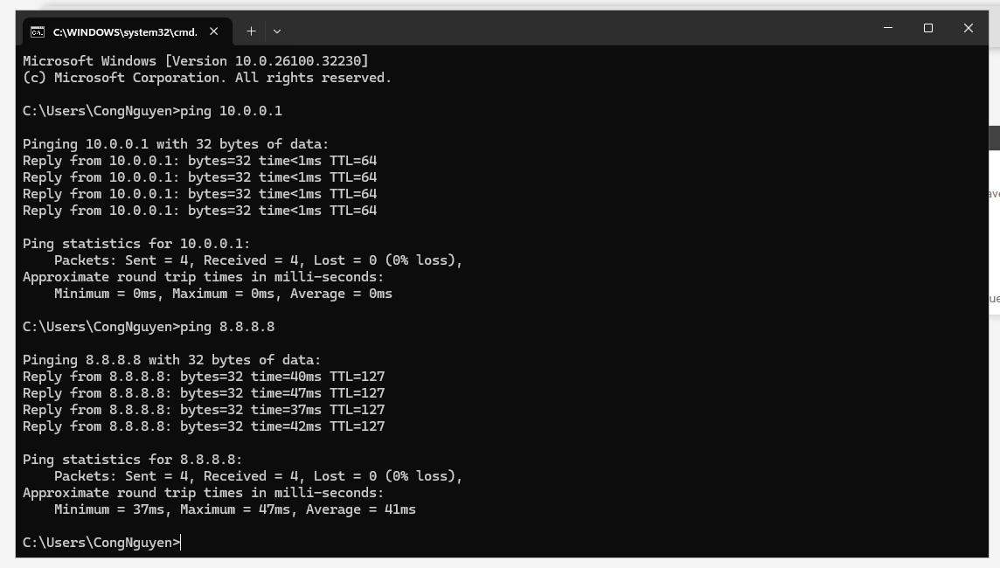 C:\WINDOWS\system32\cmd.
Microsoft Windows [Version 10.0.26100.32230]
(c) Microsoft Corporation. All rights reserved.
C:\Users\CongNguyen>ping 10.0.0.1
Pinging 10.0.0.1 with 32 bytes of data:
Reply from 10.0.0.1: bytes=32 time<1ms TTL=64
Reply from 10.0.0.1: bytes=32 time<1ms TTL=64
Reply from 10.0.0.1: bytes=32 time<1ms TTL=64
Reply from 10.0.0.1: bytes=32 time<1ms TTL=64
Ping statistics for 10.0.0.1:
    Packets: Sent = 4, Received = 4, Lost = 0 (0% loss),
Approximate round trip times in milli-seconds:
    Minimum = 0ms, Maximum = 0ms, Average = 0ms
C:\Users\CongNguyen>ping 8.8.8.8
Pinging 8.8.8.8 with 32 bytes of data:
Reply from 8.8.8.8: bytes=32 time=40ms TTL=127
Reply from 8.8.8.8: bytes=32 time=47ms TTL=127
Reply from 8.8.8.8: bytes=32 time=37ms TTL=127
Reply from 8.8.8.8: bytes=32 time=42ms TTL=127
Ping statistics for 8.8.8.8:
    Packets: Sent = 4, Received = 4, Lost = 0 (0% loss),
Approximate round trip times in milli-seconds:
    Minimum = 37ms, Maximum = 47ms, Average = 41ms
C:\Users\CongNguyen>